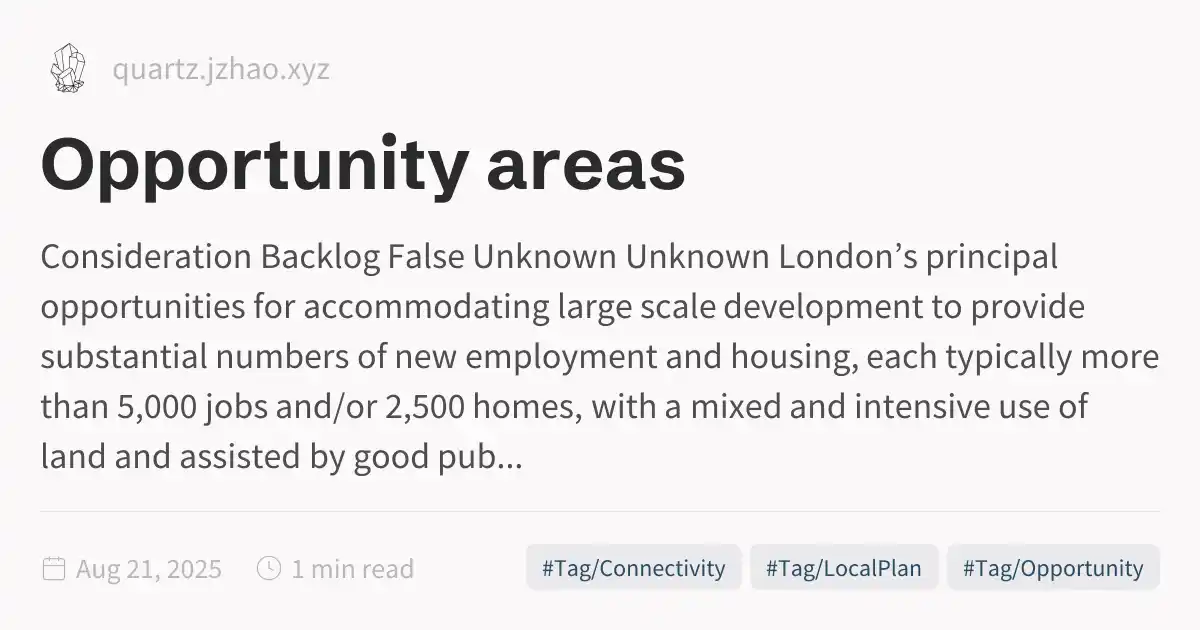 quartz.jzhao.xyz
Opportunity areas
Consideration Backlog False Unknown Unknown London’s principal
opportunities for accommodating large scale development to provide
substantial numbers of new employment and housing, each typically more
than 5,000 jobs and/or 2,500 homes, with a mixed and intensive use of
land and assisted by good pub...
Aug 21, 2025 1 min read #Tag/Connectivity #Tag/LocalPlan #Tag/Opportunity